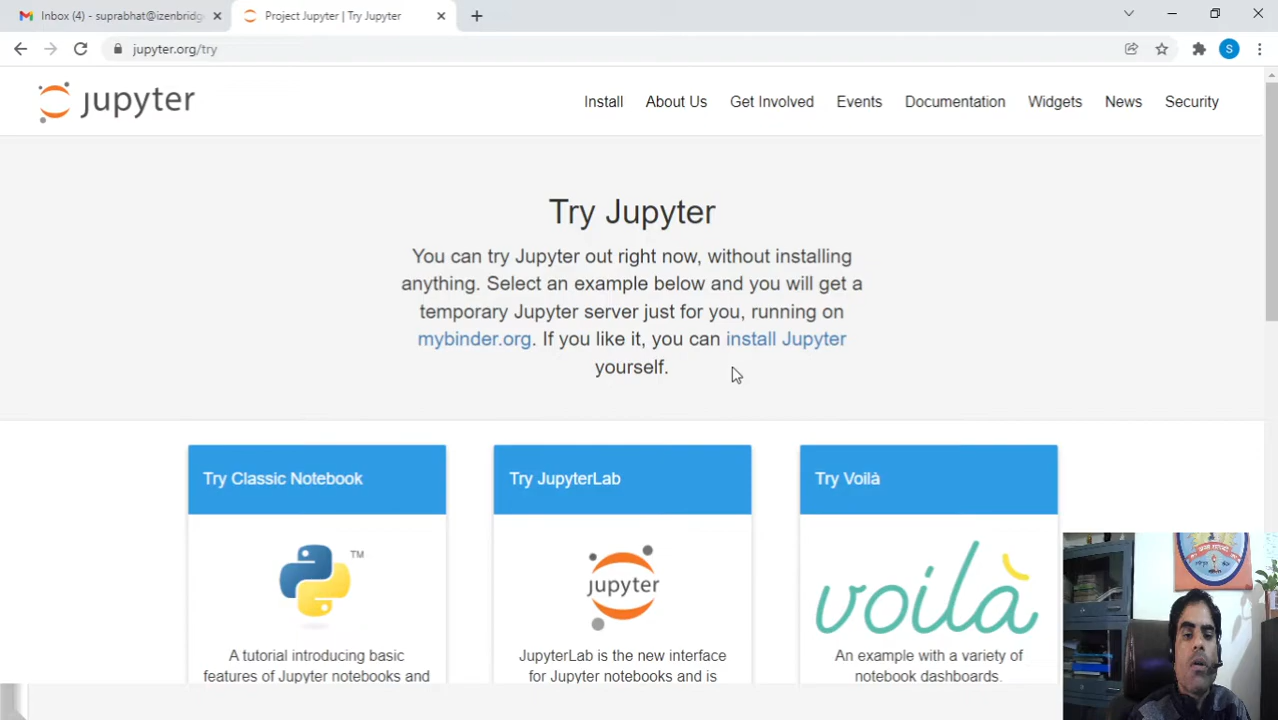 Inbox (4) - suprabhat@izenbridg
Project Jupyter | Try Jupyter
jupyter.org/try
S
jupyter
Install
About Us
Get Involved
Events
Documentation
Widgets
News
Security
Try Jupyter
You can try Jupyter out right now, without installing
anything. Select an example below and you will get a
temporary Jupyter server just for you, running on
mybinder.org. If you like it, you can install Jupyter
yourself.
Try Classic Notebook
TM
A tutorial introducing basic
features of Jupyter notebooks and
Try JupyterLab
jupyter
JupyterLab is the new interface
for Jupyter notebooks and is
Try Voilà
voilà
An example with a variety of
notebook dashboards.